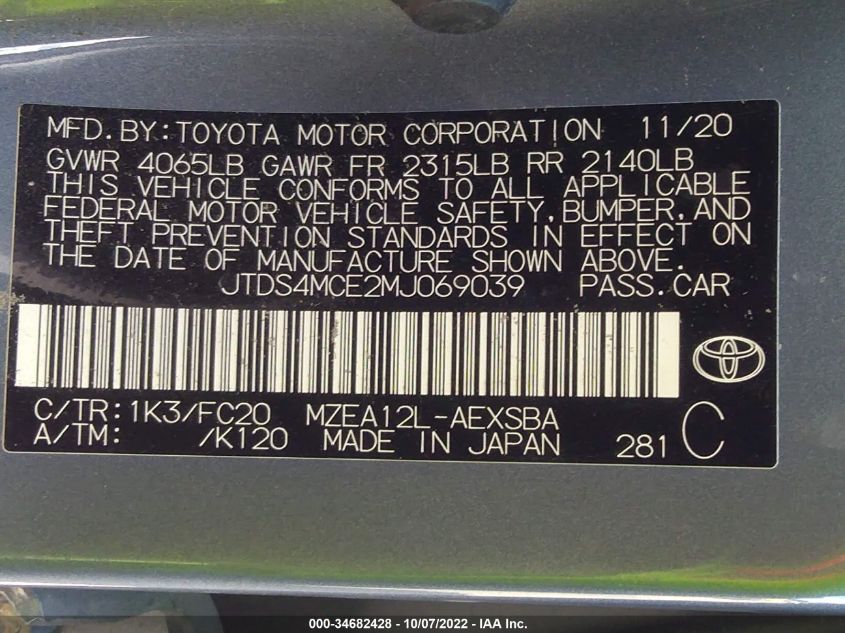 MFD.BY:TOYOTA MOTOR CORPORATION 11/20
GVWR 4065LB GAWR FR 2315LB RR 2140LB
THIS VEHICLE CONFORMS TO ALL APPLICABLE
FEDERAL MOTOR VEHICLE SAFETY,BUMPER,AND
THEFT PREVENTION STANDARDS IN EFFECT ON
THE DATE OF MANUFACTURE SHOWN ABOVE.
JTDS4MCE2MJ069039 PASS.CAR
C/TR:1K3/FC20 MZEA12L-AEXSBA
A/TM: /K120 MADE IN JAPAN 281 C
000-34682428 - 10/07/2022 - IAA Inc.